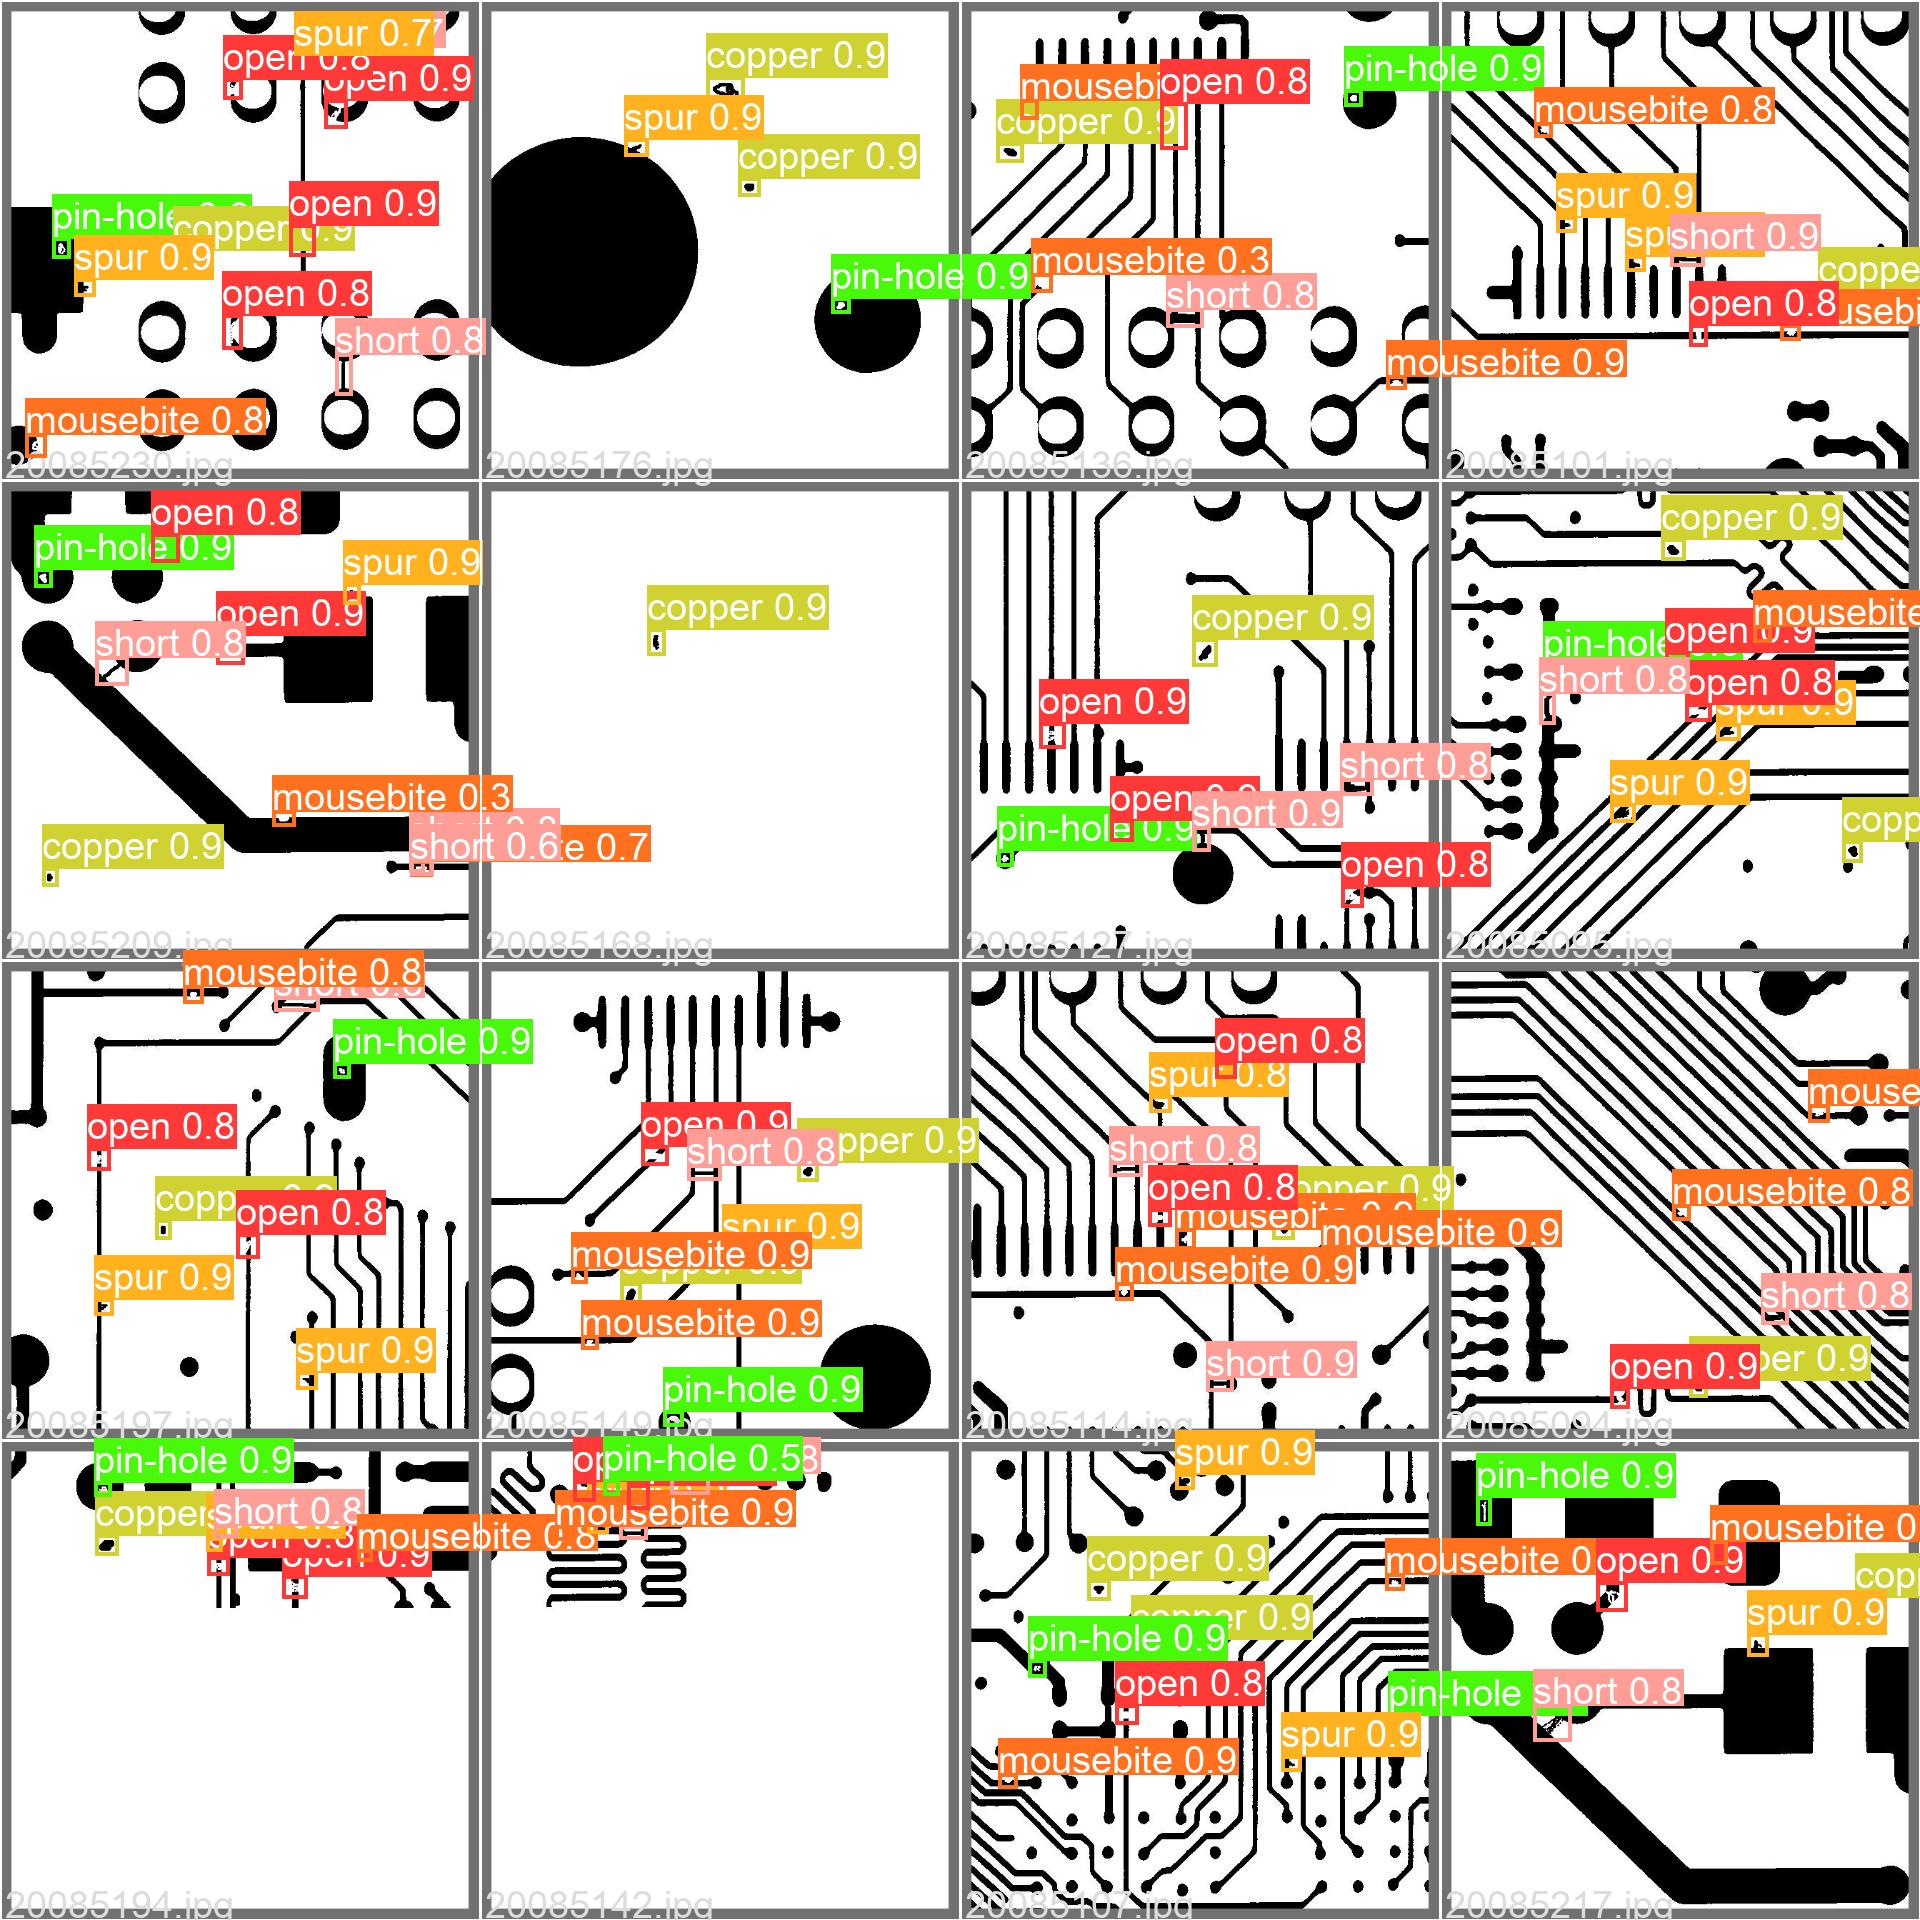 spur 0.7
open 0.8
open 0.9
pin-hole 0.9
copper 0.9
open 0.9
spur 0.9
open 0.8
short 0.8
mousebite 0.8
20085230.jpg
copper 0.9
spur 0.9
copper 0.9
pin-hole 0.9
20085176.jpg
mousebi
open 0.8
copper 0.9
pin-hole 0.9
mousebite 0.3
short 0.8
mousebite 0.9
20085136.jpg
mousebite 0.8
spur 0.9
short 0.9
coppe
open 0.8
usebi
20085101.jpg
open 0.8
pin-hole 0.9
spur 0.9
open 0.9
short 0.8
mousebite 0.3
copper 0.9
short 0.6
te 0.7
20085209.jpg
copper 0.9
20085168.jpg
copper 0.9
open 0.9
short 0.8
open
short 0.9
pin-hole 0.9
open 0.8
20085127.jpg
copper 0.9
mousebite
open 0.9
pin-hole
short 0.8
open 0.8
spur 0.9
spur 0.9
copp
20085095.jpg
mousebite 0.8
short 0.8
pin-hole 0.9
open 0.8
copp
open 0.8
spur 0.9
spur 0.9
20085197.jpg
open 0.9
short 0.8
pper 0.9
spur 0.9
mousebite 0.9
copper 0.9
mousebite 0.9
pin-hole 0.9
20085149.jpg
open 0.8
spur 0.8
short 0.8
open 0.8
opper 0.9
mousebite 0.9
mousebite 0.9
mousebite 0.9
short 0.9
20085114.jpg
mouse
mousebite 0.8
short 0.8
open 0.9
per 0.9
20085094.jpg
pin-hole 0.9
copper
short 0.8
open 0.8
mousebite 0.8
open 0.9
20085194.jpg
op
pin-hole 0.5
8
mousebite 0.9
20085142.jpg
spur 0.9
copper 0.9
copper 0.9
pin-hole 0.9
open 0.8
spur 0.9
mousebite 0.9
20085107.jpg
pin-hole 0.9
mousebite 0
mousebite 0
open 0.9
cop
spur 0.9
pin-hole
short 0.8
20085217.jpg